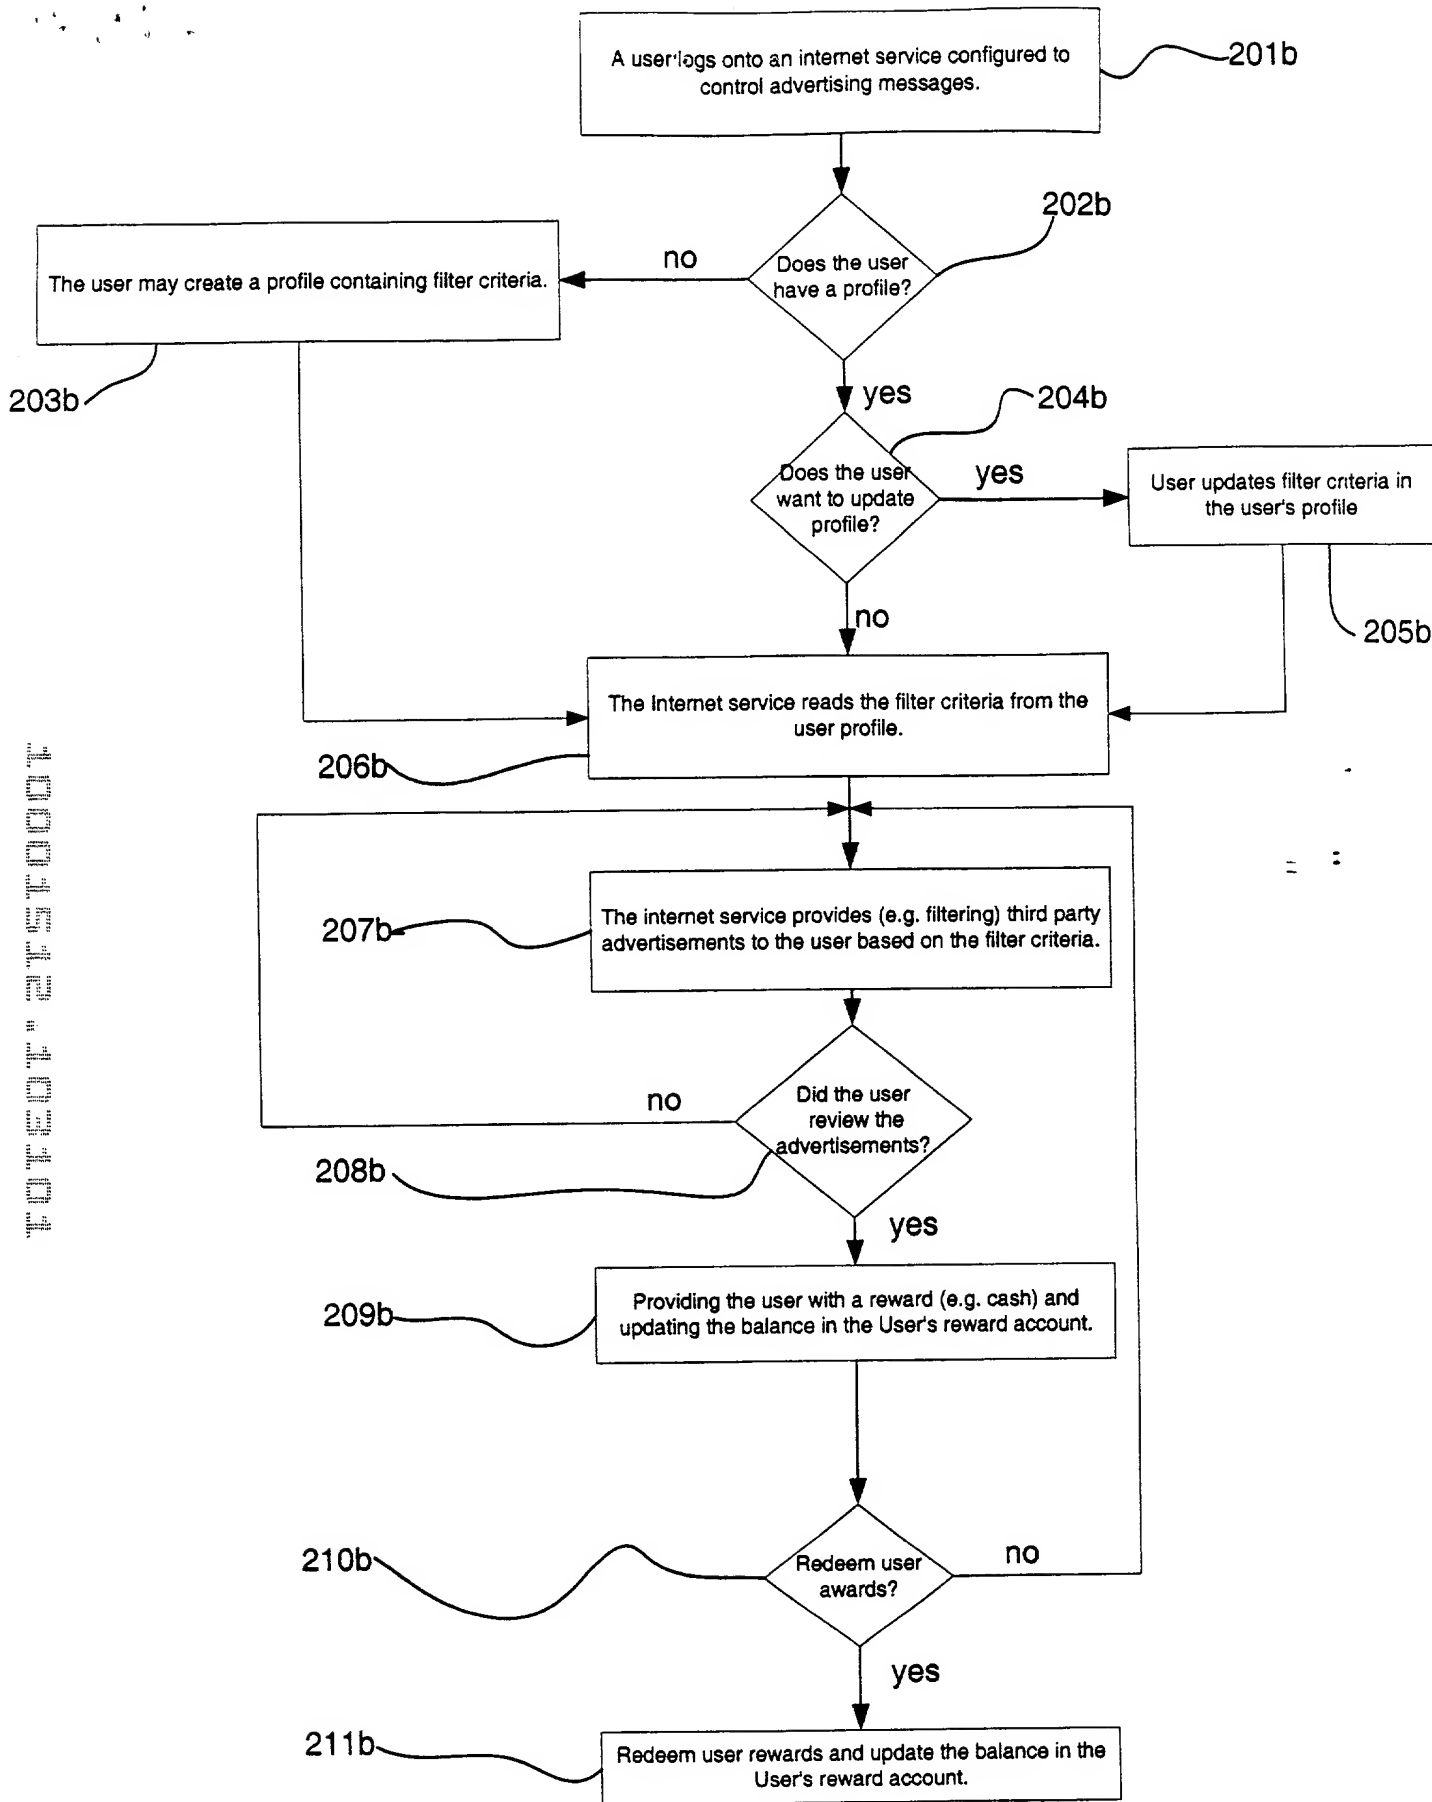 A user logs onto an internet service configured to
control advertising messages.
201b
202b
Does the user
have a profile?
no
The user may create a profile containing filter criteria.
203b
yes
204b
Does the user
want to update
profile?
yes
User updates filter criteria in
the user's profile
205b
no
The Internet service reads the filter criteria from the
user profile.
206b
207b
The internet service provides (e.g. filtering) third party
advertisements to the user based on the filter criteria.
Did the user
review the
advertisements?
no
208b
yes
209b
Providing the user with a reward (e.g. cash) and
updating the balance in the User's reward account.
210b
Redeem user
awards?
no
yes
211b
Redeem user rewards and update the balance in the
User's reward account.